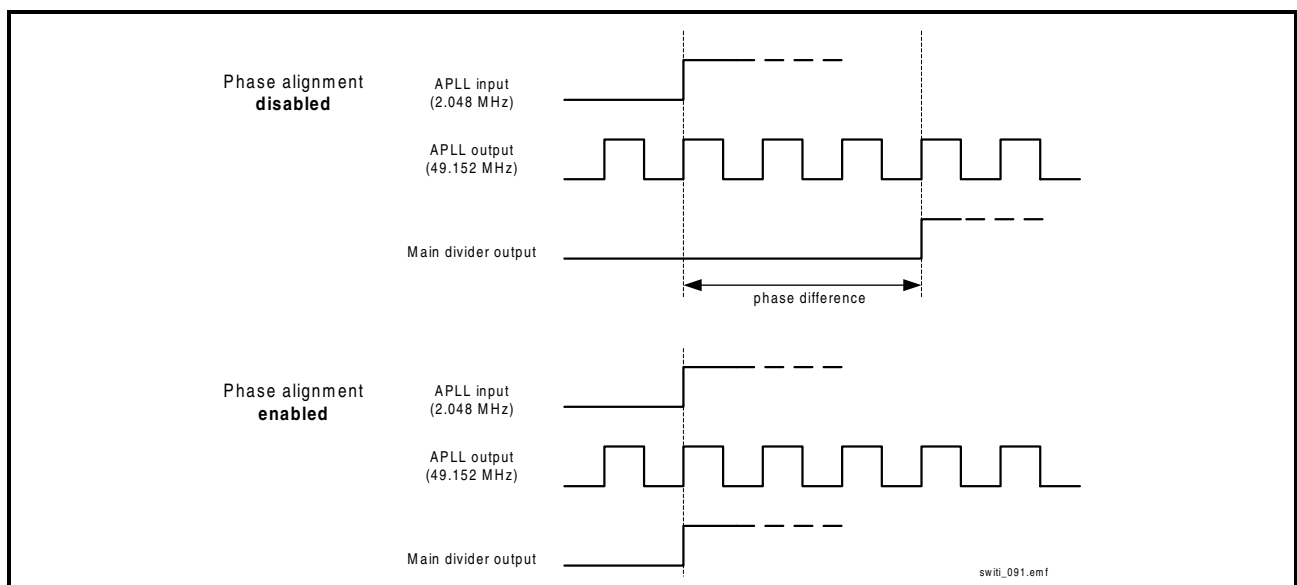 Phase alignment
disabled
APLL input
(2.048 MHz)
APLL output
(49.152 MHz)
Main divider output
phase difference
Phase alignment
enabled
APLL input
(2.048 MHz)
APLL output
(49.152 MHz)
Main divider output
switi_091.emf